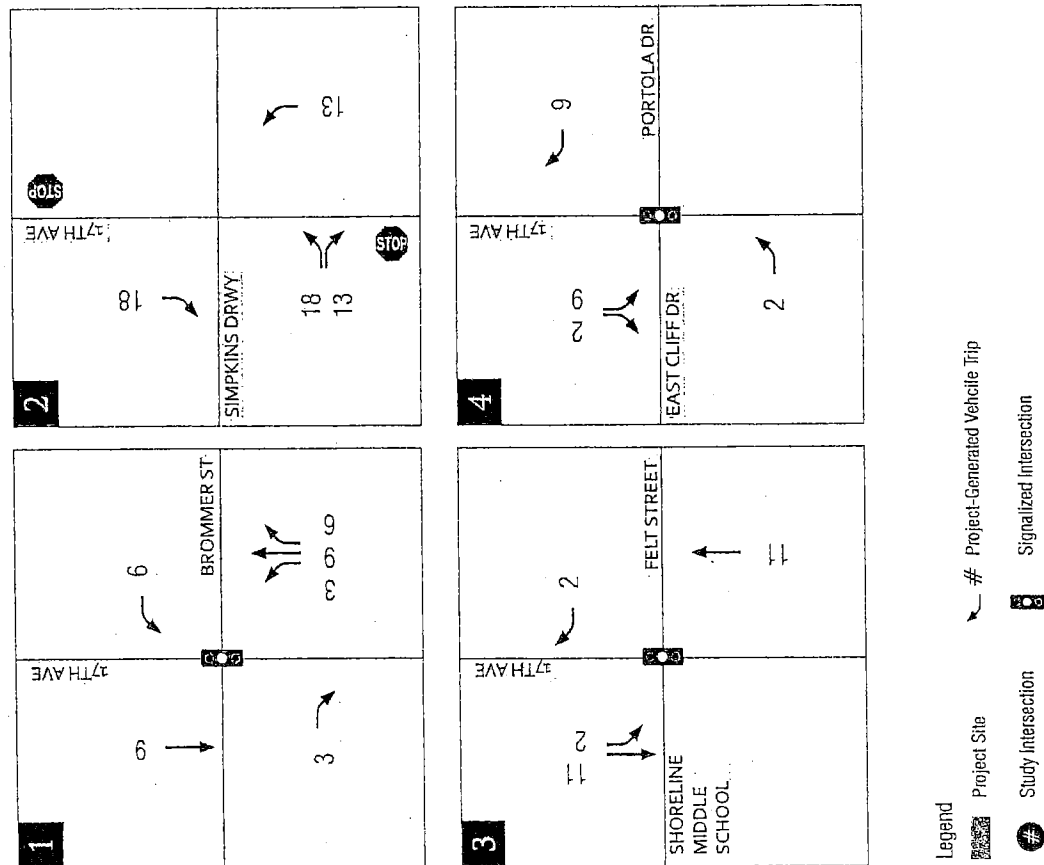 1
BROMMER ST
17TH AVE
9
6
3
3
9
6
2
SIMPKINS DRWY
17TH AVE
STOP
STOP
18
18
13
13
3
SHORELINE
MIDDLE
SCHOOL
FELT STREET
17TH AVE
11
2
2
11
4
EAST CLIFF DR
PORTOLA DR
17TH AVE
2
9
9
2
Legend
Project Site
# Project-Generated Vehcile Trip
# Study Intersection
Signalized Intersection